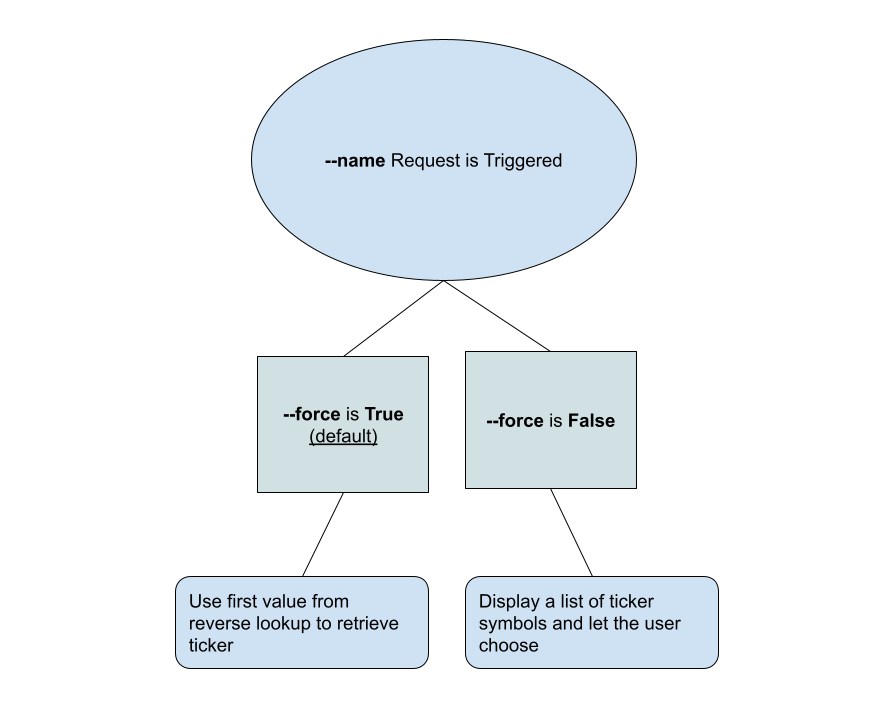 --name Request is Triggered
--force is True
(default)
--force is False
Use first value from
reverse lookup to retrieve
ticker
Display a list of ticker
symbols and let the user
choose